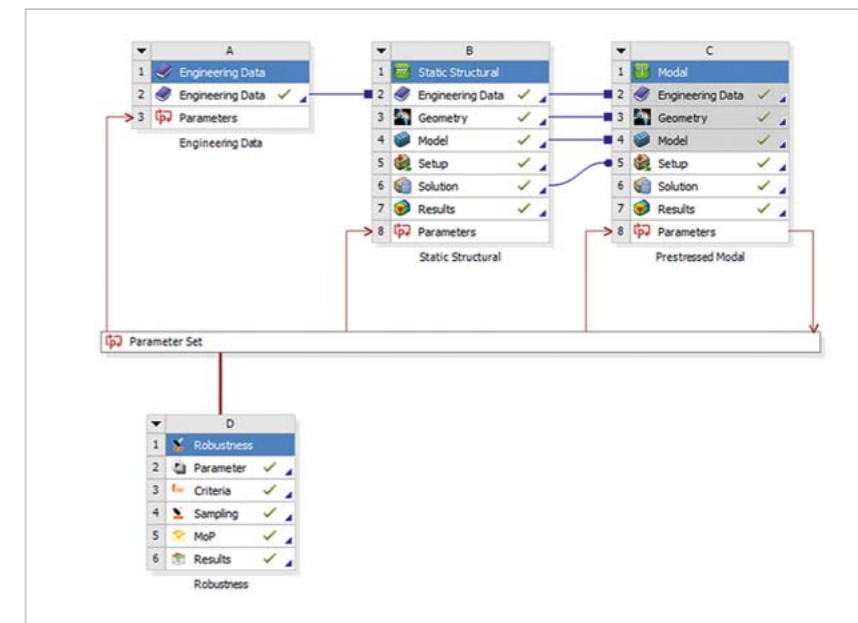 A
1 Engineering Data
2 Engineering Data
3 Parameters
Engineering Data
B
1 Static Structural
2 Engineering Data
3 Geometry
4 Model
5 Setup
6 Solution
7 Results
8 Parameters
Static Structural
C
1 Modal
2 Engineering Data
3 Geometry
4 Model
5 Setup
6 Solution
7 Results
8 Parameters
Prestressed Modal
Parameter Set
D
1 Robustness
2 Parameter
3 Criteria
4 Sampling
5 MoP
6 Results
Robustness